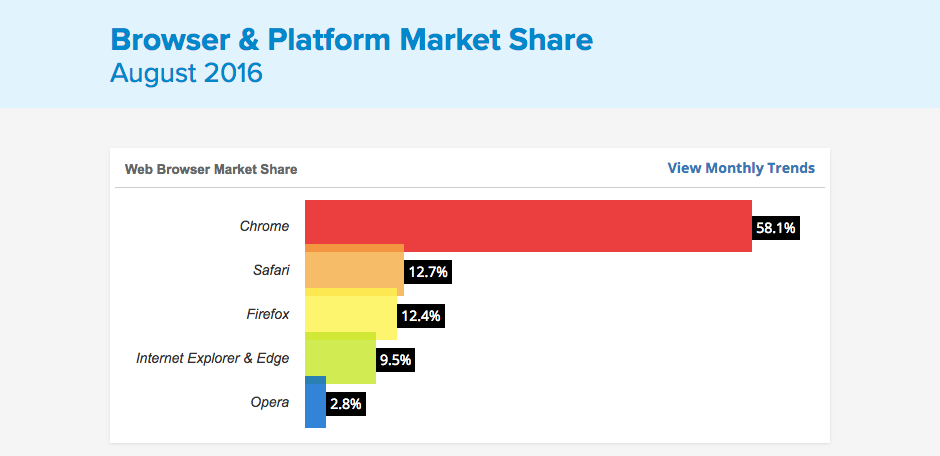 Browser & Platform Market Share
August 2016
Web Browser Market Share
View Monthly Trends
Chrome
58.1%
Safari
12.7%
Firefox
12.4%
Internet Explorer & Edge
9.5%
Opera
2.8%